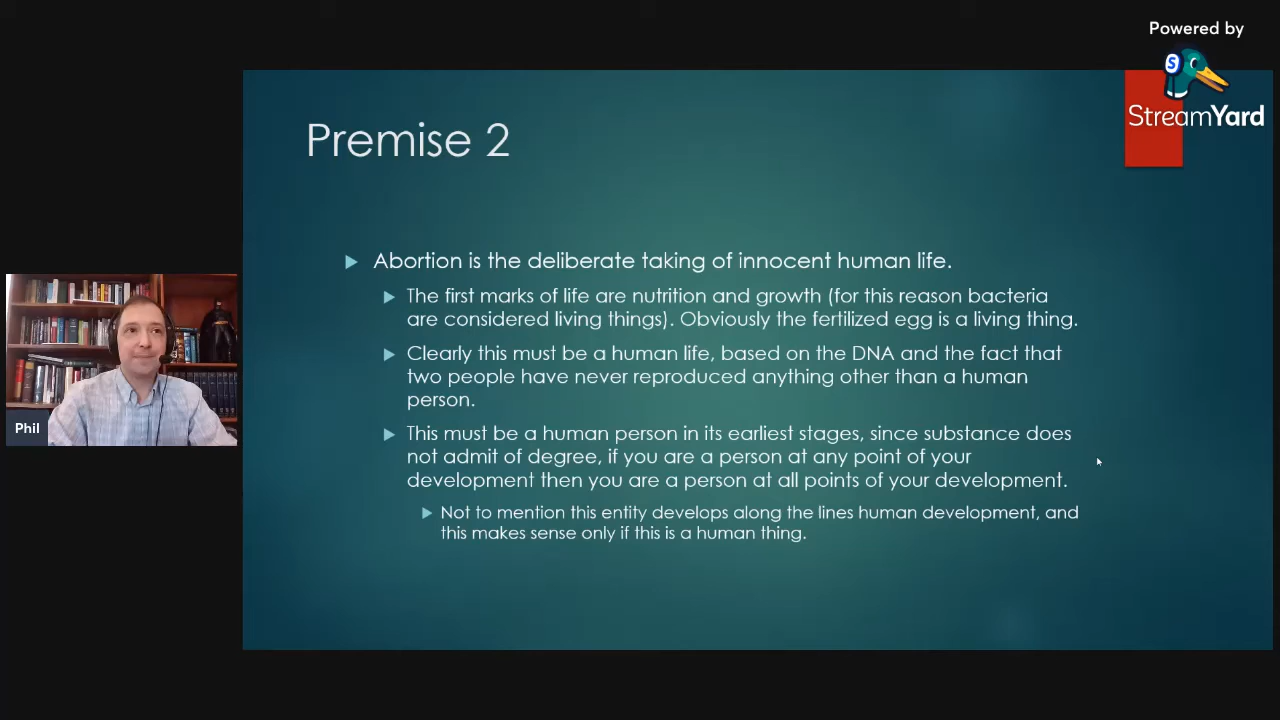 Powered by
StreamYard
Premise 2
Abortion is the deliberate taking of innocent human life.
The first marks of life are nutrition and growth (for this reason bacteria
are considered living things). Obviously the fertilized egg is a living thing.
Clearly this must be a human life, based on the DNA and the fact that
two people have never reproduced anything other than a human
person.
This must be a human person in its earliest stages, since substance does
not admit of degree, if you are a person at any point of your
development then you are a person at all points of your development.
Not to mention this entity develops along the lines human development, and
this makes sense only if this is a human thing.
Phil